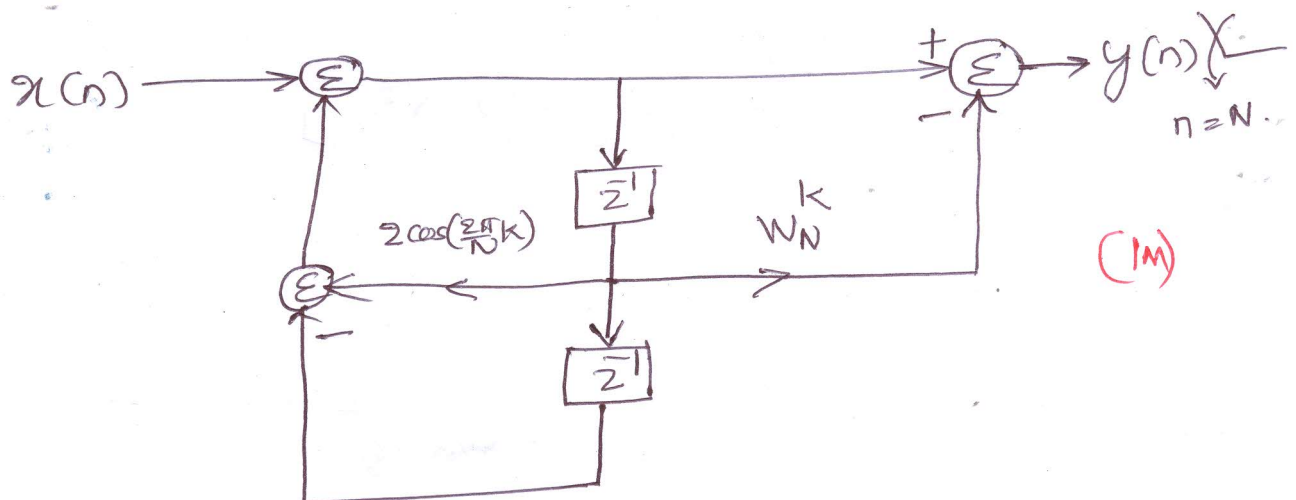 x(n)
Σ
+
Σ
y(n)
−
n = N.
z⁻¹
2cos(2π/N k)
W_N^k
(1M)
Σ
−
z⁻¹